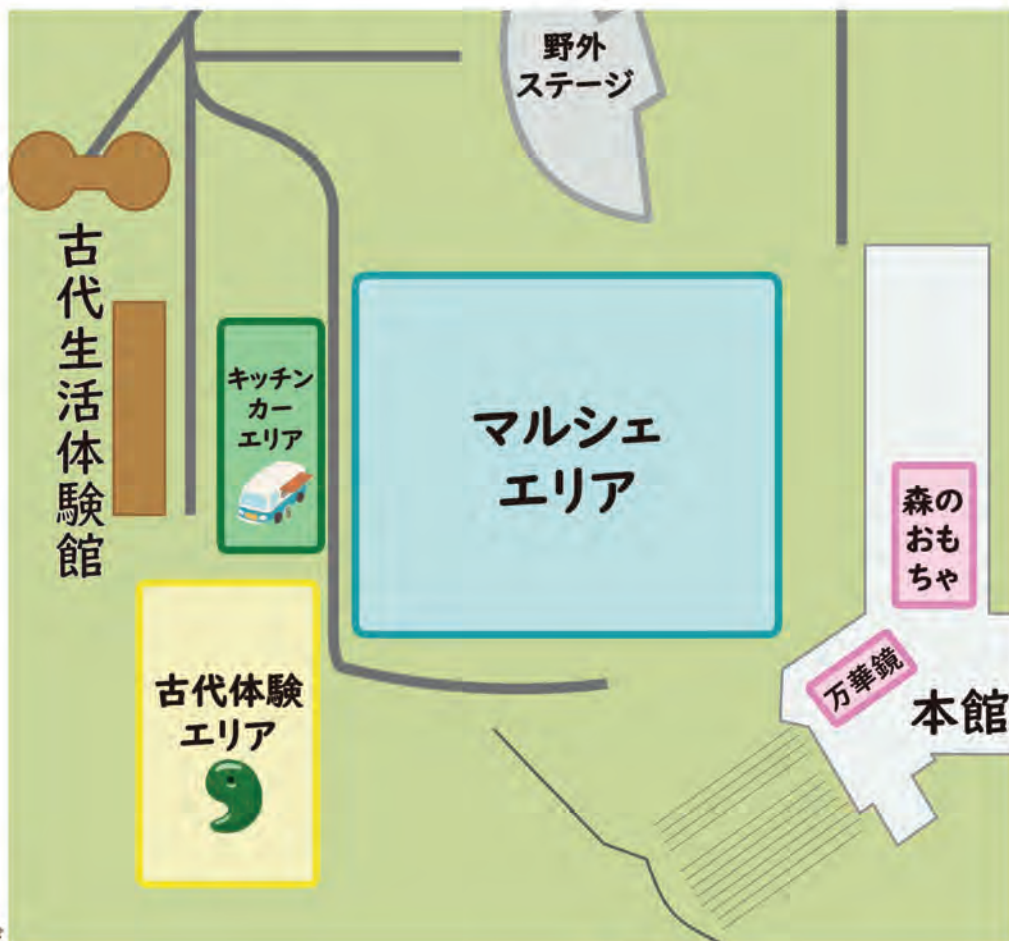 野外
ステージ
古代生活体験館
キッチン
カー
エリア
マルシェ
エリア
森の
おも
ちゃ
万華鏡
本館
古代体験
エリア